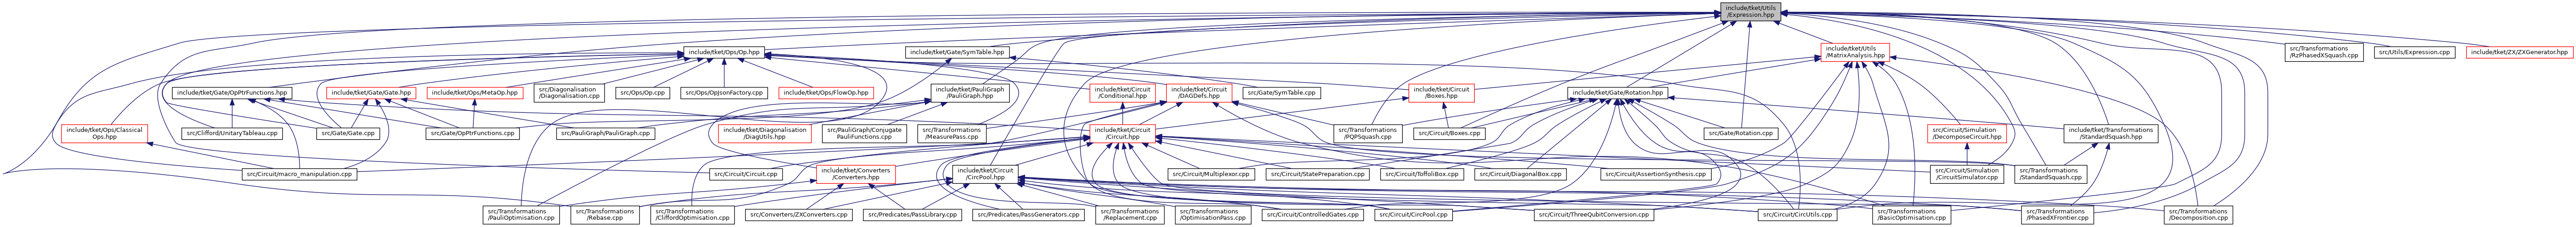 include/tket/Utils
/Expression.hpp
include/tket/Ops/Op.hpp
include/tket/Gate/SymTable.hpp
include/tket/Utils
/MatrixAnalysis.hpp
src/Transformations
/RzPhasedXSquash.cpp
src/Utils/Expression.cpp
include/tket/ZX/ZXGenerator.hpp
include/tket/Gate/OpPtrFunctions.hpp
include/tket/Gate/Gate.hpp
include/tket/Ops/MetaOp.hpp
src/Diagonalisation
/Diagonalisation.cpp
src/Ops/Op.cpp
src/Ops/OpJsonFactory.cpp
include/tket/Ops/FlowOp.hpp
include/tket/PauliGraph
/PauliGraph.hpp
include/tket/Circuit
/Conditional.hpp
include/tket/Circuit
/DAGDefs.hpp
src/Gate/SymTable.cpp
include/tket/Circuit
/Boxes.hpp
include/tket/Gate/Rotation.hpp
include/tket/Ops/Classical
Ops.hpp
src/Clifford/UnitaryTableau.cpp
src/Gate/Gate.cpp
src/Gate/OpPtrFunctions.cpp
src/PauliGraph/PauliGraph.cpp
include/tket/Diagonalisation
/DiagUtils.hpp
src/PauliGraph/Conjugate
PauliFunctions.cpp
src/Transformations
/MeasurePass.cpp
include/tket/Circuit
/Circuit.hpp
src/Transformations
/PQPSquash.cpp
src/Circuit/Boxes.cpp
src/Gate/Rotation.cpp
src/Circuit/Simulation
/DecomposeCircuit.hpp
include/tket/Transformations
/StandardSquash.hpp
src/Circuit/macro_manipulation.cpp
src/Circuit/Circuit.cpp
include/tket/Converters
/Converters.hpp
include/tket/Circuit
/CircPool.hpp
src/Circuit/Multiplexor.cpp
src/Circuit/StatePreparation.cpp
src/Circuit/ToffoliBox.cpp
src/Circuit/DiagonalBox.cpp
src/Circuit/AssertionSynthesis.cpp
src/Circuit/Simulation
/CircuitSimulator.cpp
src/Transformations
/StandardSquash.cpp
src/Transformations
/PauliOptimisation.cpp
src/Transformations
/Rebase.cpp
src/Transformations
/CliffordOptimisation.cpp
src/Converters/ZXConverters.cpp
src/Predicates/PassLibrary.cpp
src/Predicates/PassGenerators.cpp
src/Transformations
/Replacement.cpp
src/Transformations
/OptimisationPass.cpp
src/Circuit/ControlledGates.cpp
src/Circuit/CircPool.cpp
src/Circuit/ThreeQubitConversion.cpp
src/Circuit/CircUtils.cpp
src/Transformations
/BasicOptimisation.cpp
src/Transformations
/PhasedXFrontier.cpp
src/Transformations
/Decomposition.cpp